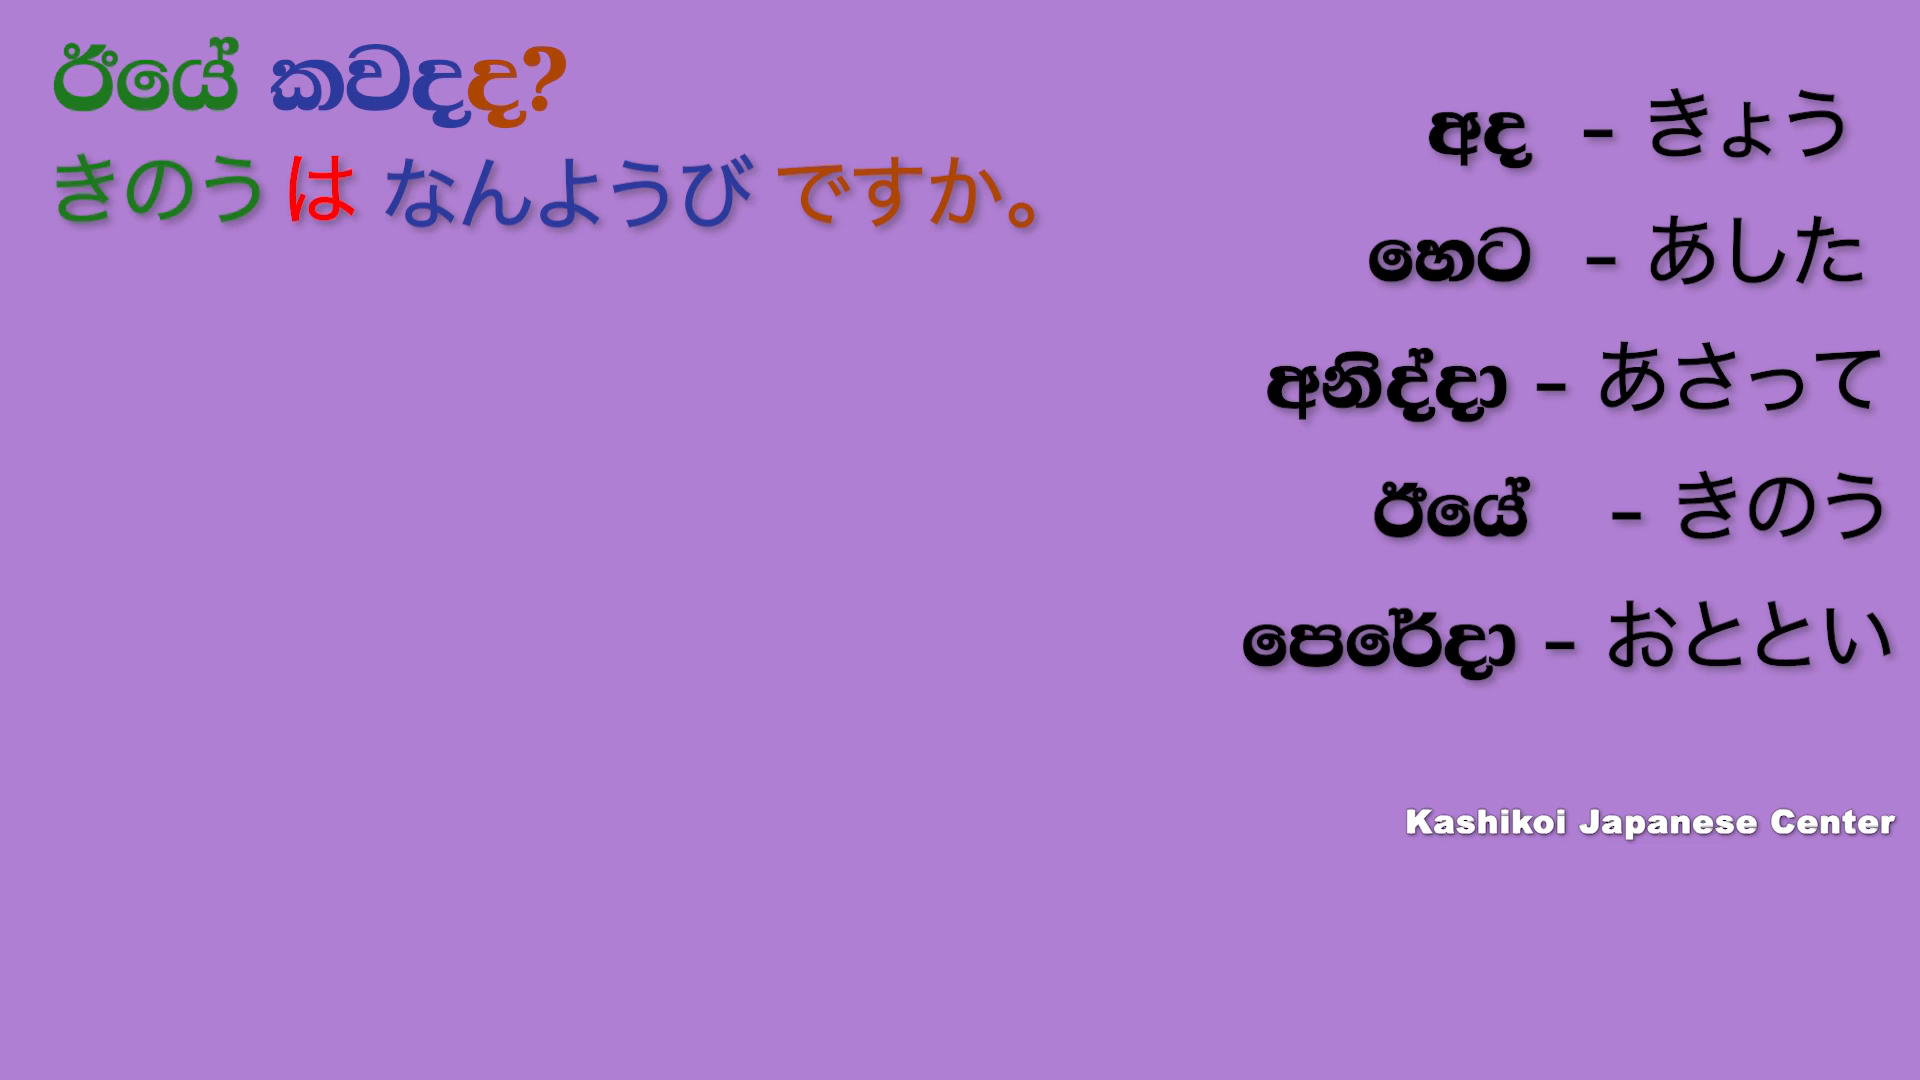 ඊයේ කවදද?
きのう は なんようび ですか。
අද - きょう
හෙට - あした
අනිද්දා - あさって
ඊයේ - きのう
පෙරේදා - おととい
Kashikoi Japanese Center